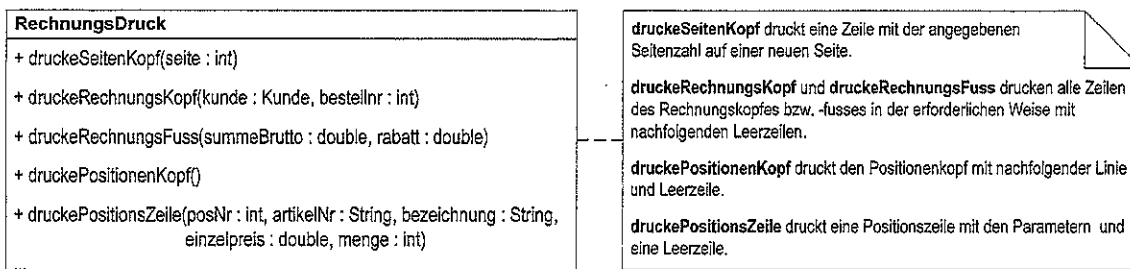 RechnungsDruck
+ druckeSeitenKopf(seite : int)
+ druckeRechnungsKopf(kunde : Kunde, bestellnr : int)
+ druckeRechnungsFuss(summeBrutto : double, rabatt : double)
+ druckePositionenKopf()
+ druckePositionsZeile(posNr : int, artikelNr : String, bezeichnung : String,
einzelpreis : double, menge : int)
...
druckeSeitenKopf druckt eine Zeile mit der angegebenen
Seitenzahl auf einer neuen Seite.
druckeRechnungsKopf und druckeRechnungsFuss drucken alle Zeilen
des Rechnungskopfes bzw. -fusses in der erforderlichen Weise mit
nachfolgenden Leerzeilen.
druckePositionenKopf druckt den Positionenkopf mit nachfolgender Linie
und Leerzeile.
druckePositionsZeile druckt eine Positionszeile mit den Parametern und
eine Leerzeile.